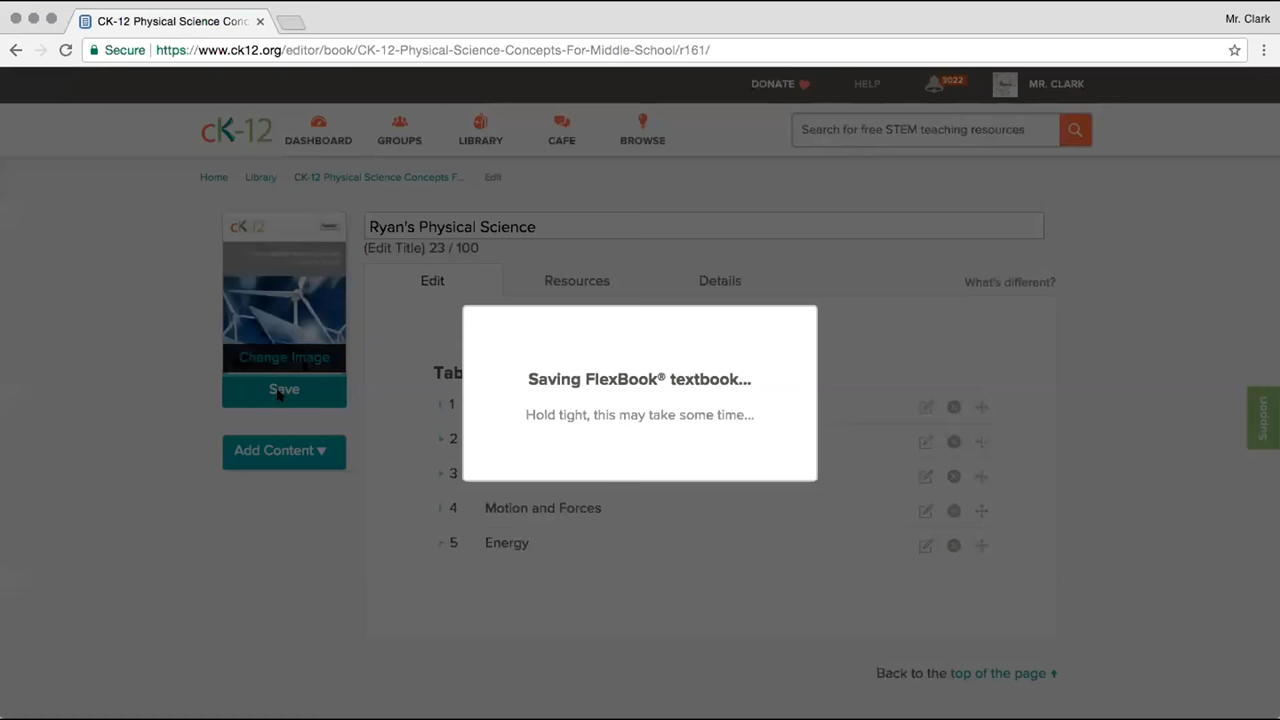 CK-12 Physical Science Conc
Mr. Clark
Secure https://www.ck12.org/editor/book/CK-12-Physical-Science-Concepts-For-Middle-School/r161/
DONATE HELP 3022 MR. CLARK
cK-12 DASHBOARD GROUPS LIBRARY CAFE BROWSE Search for free STEM teaching resources
Home Library CK-12 Physical Science Concepts F... Edit
cK-12
Ryan's Physical Science
(Edit Title) 23 / 100
Edit Resources Details What's different?
Change Image
Save
Add Content ▼
Tab
1
2
3
4 Motion and Forces
5 Energy
Saving FlexBook® textbook...
Hold tight, this may take some time...
Support
Back to the top of the page ↑